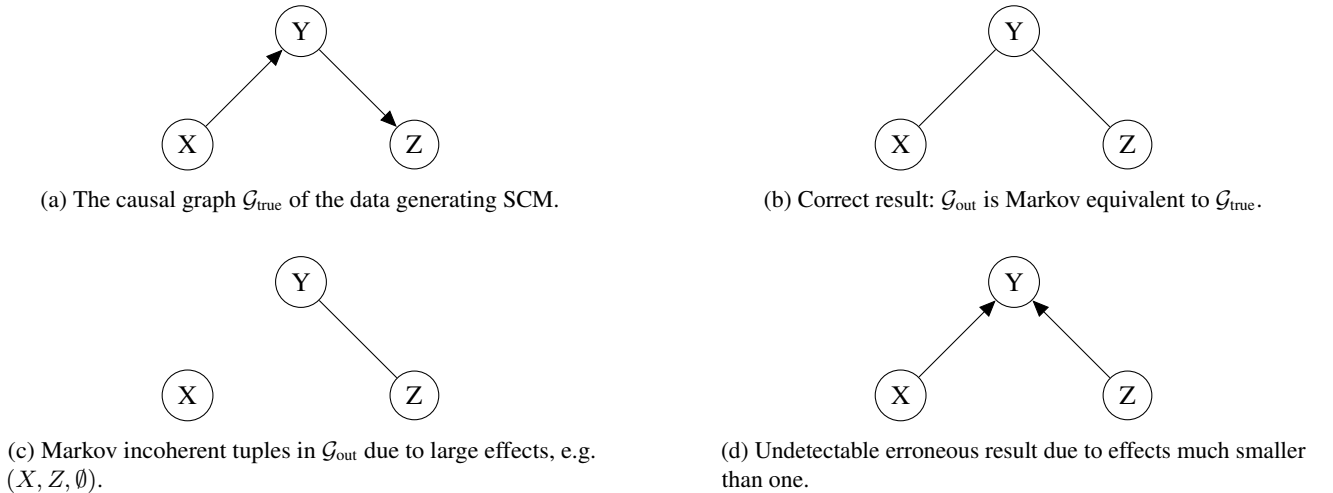 Y
X
Z
(a) The causal graph 𝒢true of the data generating SCM.
Y
X
Z
(b) Correct result: 𝒢out is Markov equivalent to 𝒢true.
Y
X
Z
(c) Markov incoherent tuples in 𝒢out due to large effects, e.g.
(X, Z, ∅).
Y
X
Z
(d) Undetectable erroneous result due to effects much smaller
than one.